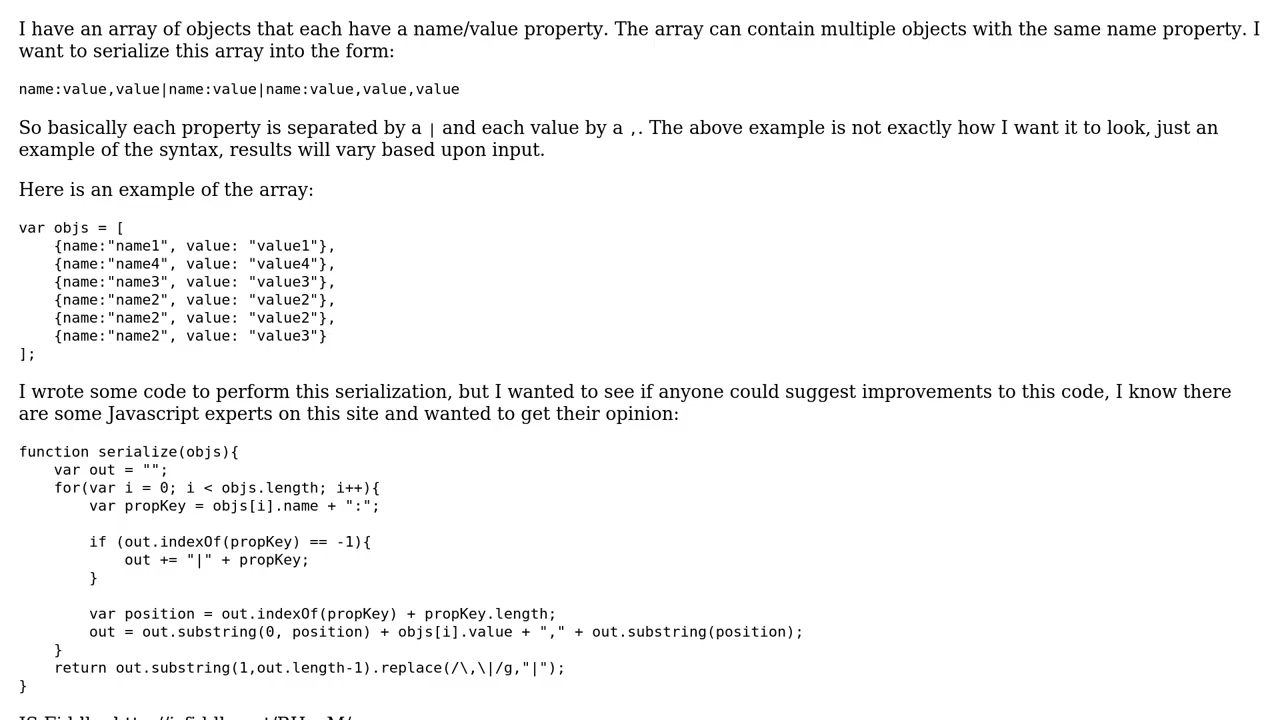 I have an array of objects that each have a name/value property. The array can contain multiple objects with the same name property. I
want to serialize this array into the form:
name:value,value|name:value|name:value,value,value
So basically each property is separated by a | and each value by a ,. The above example is not exactly how I want it to look, just an
example of the syntax, results will vary based upon input.
Here is an example of the array:
var objs = [
    {name:"name1", value: "value1"},
    {name:"name4", value: "value4"},
    {name:"name3", value: "value3"},
    {name:"name2", value: "value2"},
    {name:"name2", value: "value2"},
    {name:"name2", value: "value3"}
];
I wrote some code to perform this serialization, but I wanted to see if anyone could suggest improvements to this code, I know there
are some Javascript experts on this site and wanted to get their opinion:
function serialize(objs){
    var out = "";
    for(var i = 0; i < objs.length; i++){
        var propKey = objs[i].name + ":";
        if (out.indexOf(propKey) == -1){
            out += "|" + propKey;
        }
        var position = out.indexOf(propKey) + propKey.length;
        out = out.substring(0, position) + objs[i].value + "," + out.substring(position);
    }
    return out.substring(1,out.length-1).replace(/\,\|/g,"|");
}